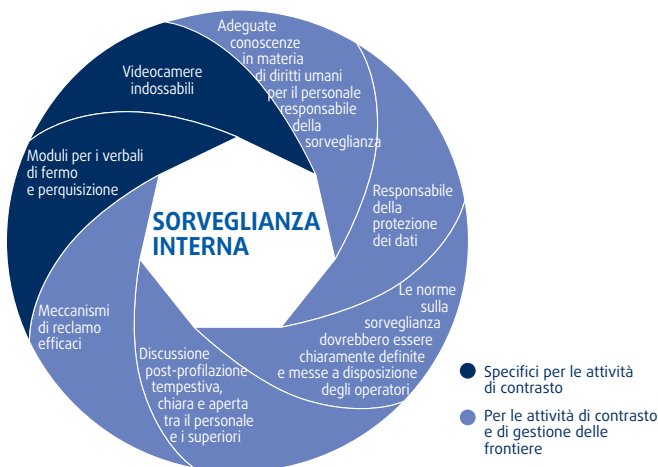 Adeguate
conoscenze
in materia
di diritti umani
per il personale
responsabile
della
sorveglianza
Videocamere
indossabili
Moduli per i verbali
di fermo
e perquisizione
SORVEGLIANZA
INTERNA
Responsabile
della
protezione
dei dati
Le norme
sulla
sorveglianza
dovrebbero essere
chiaramente definite
e messe a disposizione
degli operatori
Meccanismi
di reclamo
efficaci
Discussione
post-profilazione
tempestiva,
chiara e aperta
tra il personale
e i superiori
Specifici per le attività
di contrasto
Per le attività di contrasto
e di gestione delle
frontiere